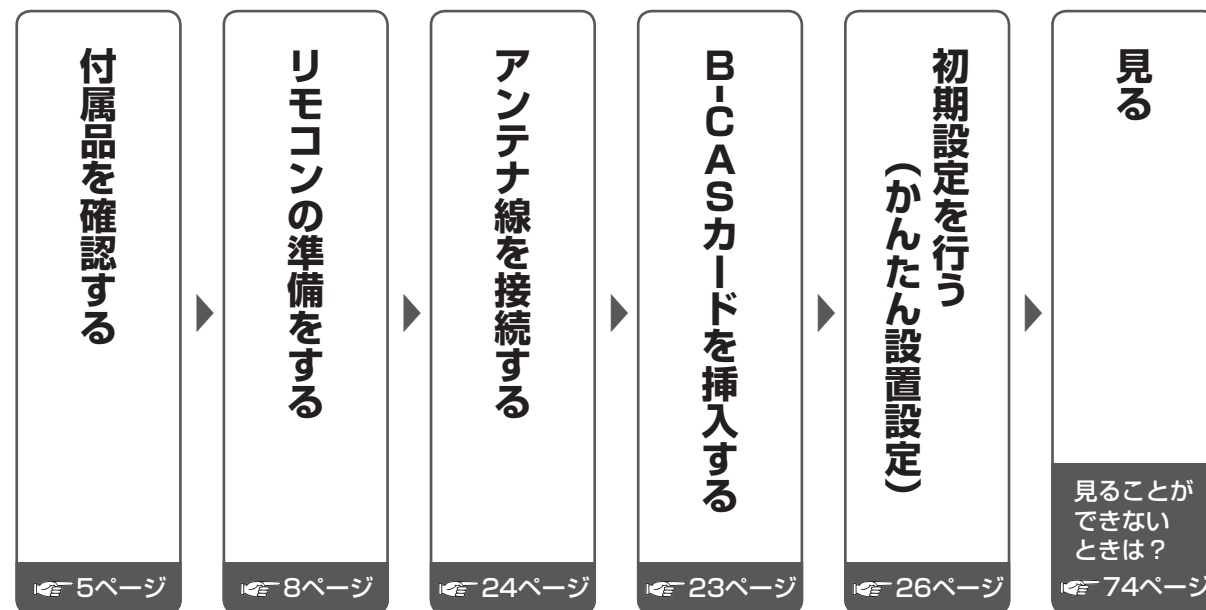 付属品を確認する
☞5ページ
リモコンの準備をする
☞8ページ
アンテナ線を接続する
☞24ページ
B-CASカードを挿入する
☞23ページ
初期設定を行う
（かんたん設置設定）
☞26ページ
見る
見ることが
できない
ときは？
☞74ページ